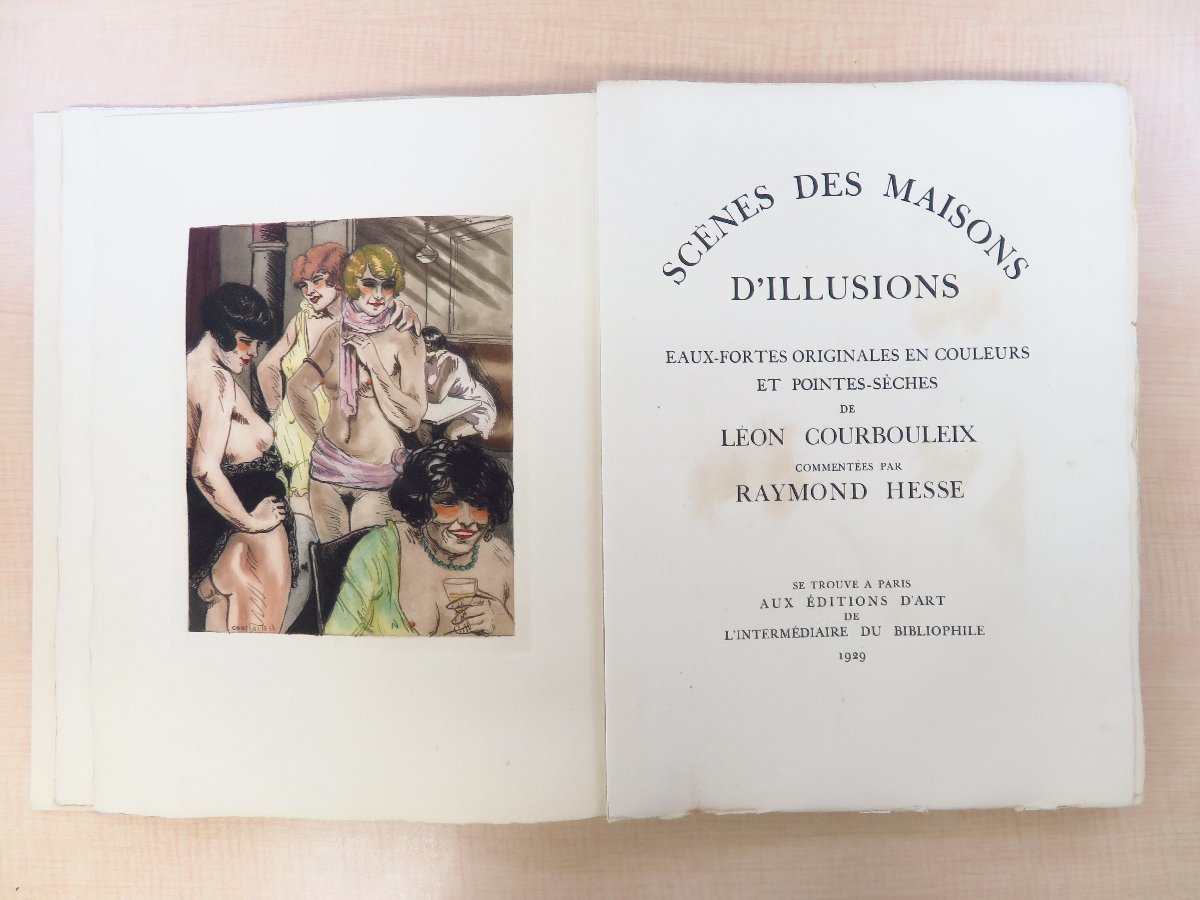 SCÈNES DES MAISONS
D'ILLUSIONS
EAUX-FORTES ORIGINALES EN COULEURS
ET POINTES-SÈCHES
DE
LÉON COURBOULEIX
COMMENTÉES PAR
RAYMOND HESSE
SE TROUVE A PARIS
AUX ÉDITIONS D'ART
DE
L'INTERMÉDIAIRE DU BIBLIOPHILE
1929